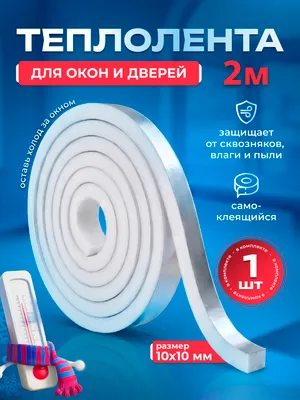 ТЕПЛОЛЕНТА
ДЛЯ ОКОН И ДВЕРЕЙ
2м
оставь холод за окном
защищает
от сквозняков,
влаги и пыли
само-
клеящийся
в комплекте
1
шт
в комплекте
размер
10х10 мм